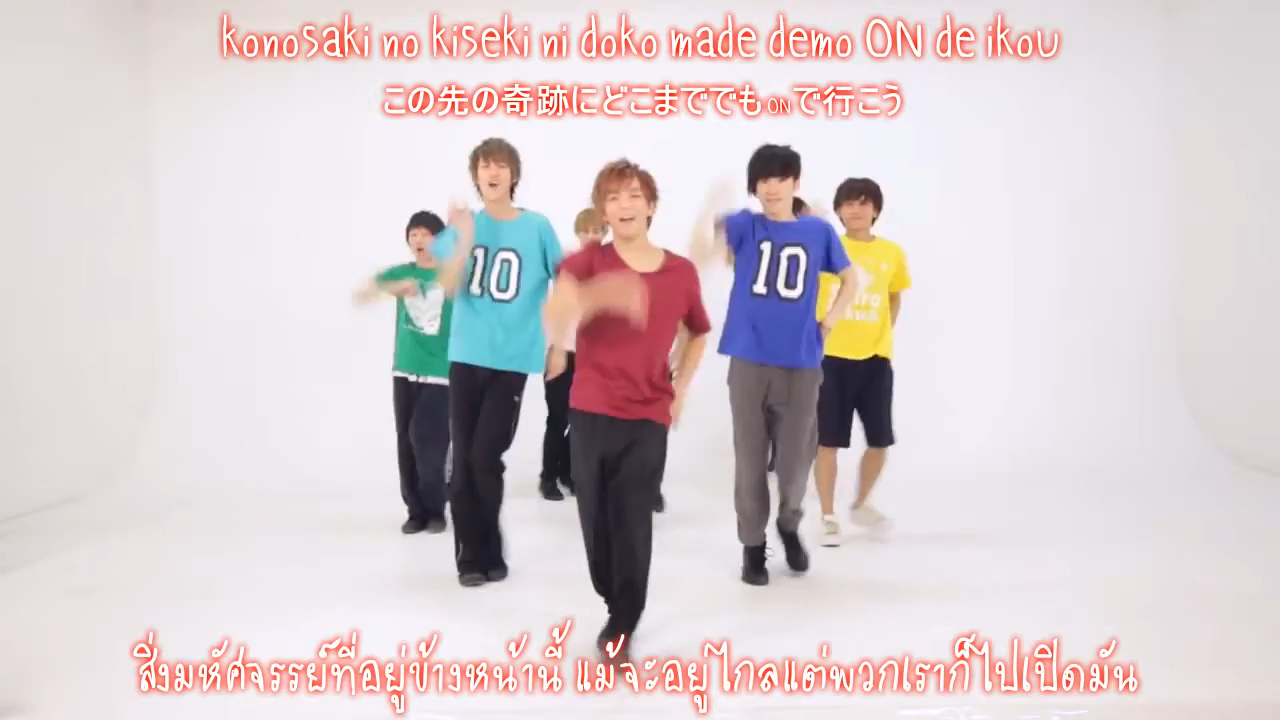 konosaki no kiseki ni doko made demo ON de ikou
この先の奇跡にどこまででもONで行こう
10
10
สิ่งมหัศจรรย์ที่อยู่ข้างหน้านี้ แม้จะอยู่ไกลแต่พวกเราก็ไปเปิดมัน